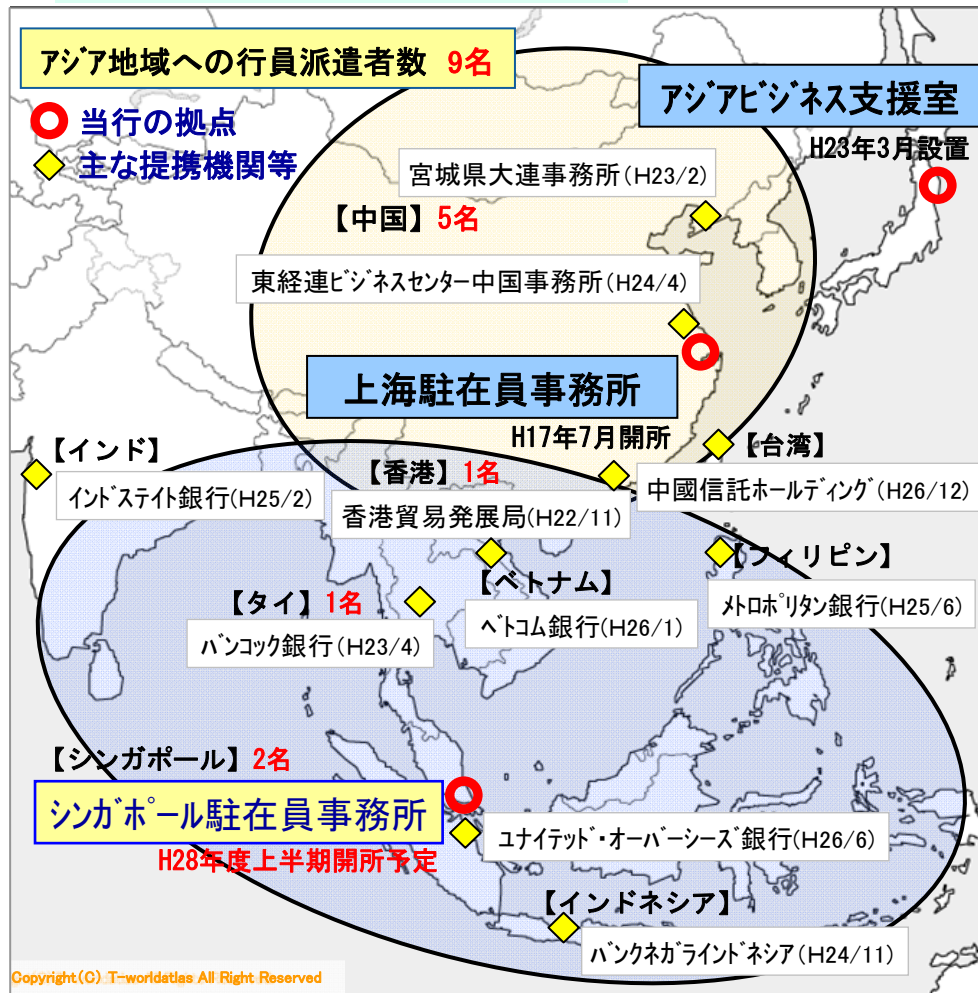 アジア地域への行員派遣者数 9名
アジアビジネス支援室
当行の拠点
H23年3月設置
主な提携機関等
宮城県大連事務所(H23/2)
【中国】5名
東経連ビジネスセンター中国事務所(H24/4)
上海駐在員事務所
H17年7月開所
【インド】
【台湾】
【香港】1名
インドステイト銀行(H25/2)
中國信託ホールディング(H26/12)
香港貿易発展局(H22/11)
【フィリピン】
【ベトナム】
【タイ】1名
メトロポリタン銀行(H25/6)
ベトコム銀行(H26/1)
バンコック銀行(H23/4)
【シンガポール】2名
シンガポール駐在員事務所
ユナイテッド・オーバーシーズ銀行(H26/6)
H28年度上半期開所予定
【インドネシア】
バンクネガラインドネシア(H24/11)
Copyright(C) T-worldatlas All Right Reserved